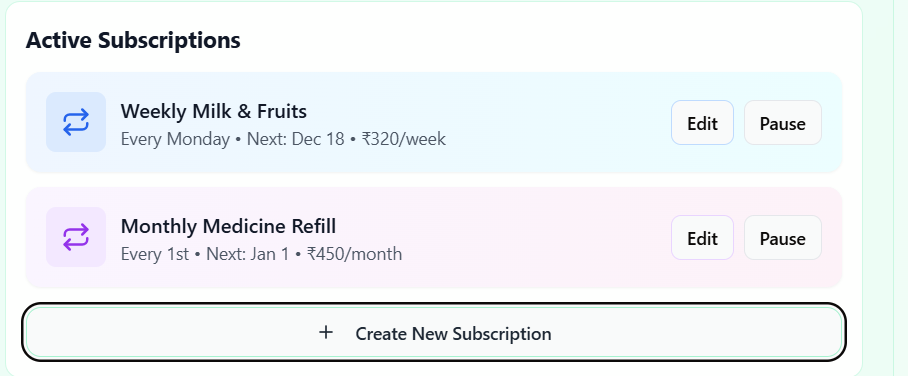 Active Subscriptions
Weekly Milk & Fruits
Every Monday • Next: Dec 18 • ₹320/week
Edit
Pause
Monthly Medicine Refill
Every 1st • Next: Jan 1 • ₹450/month
Edit
Pause
+ Create New Subscription